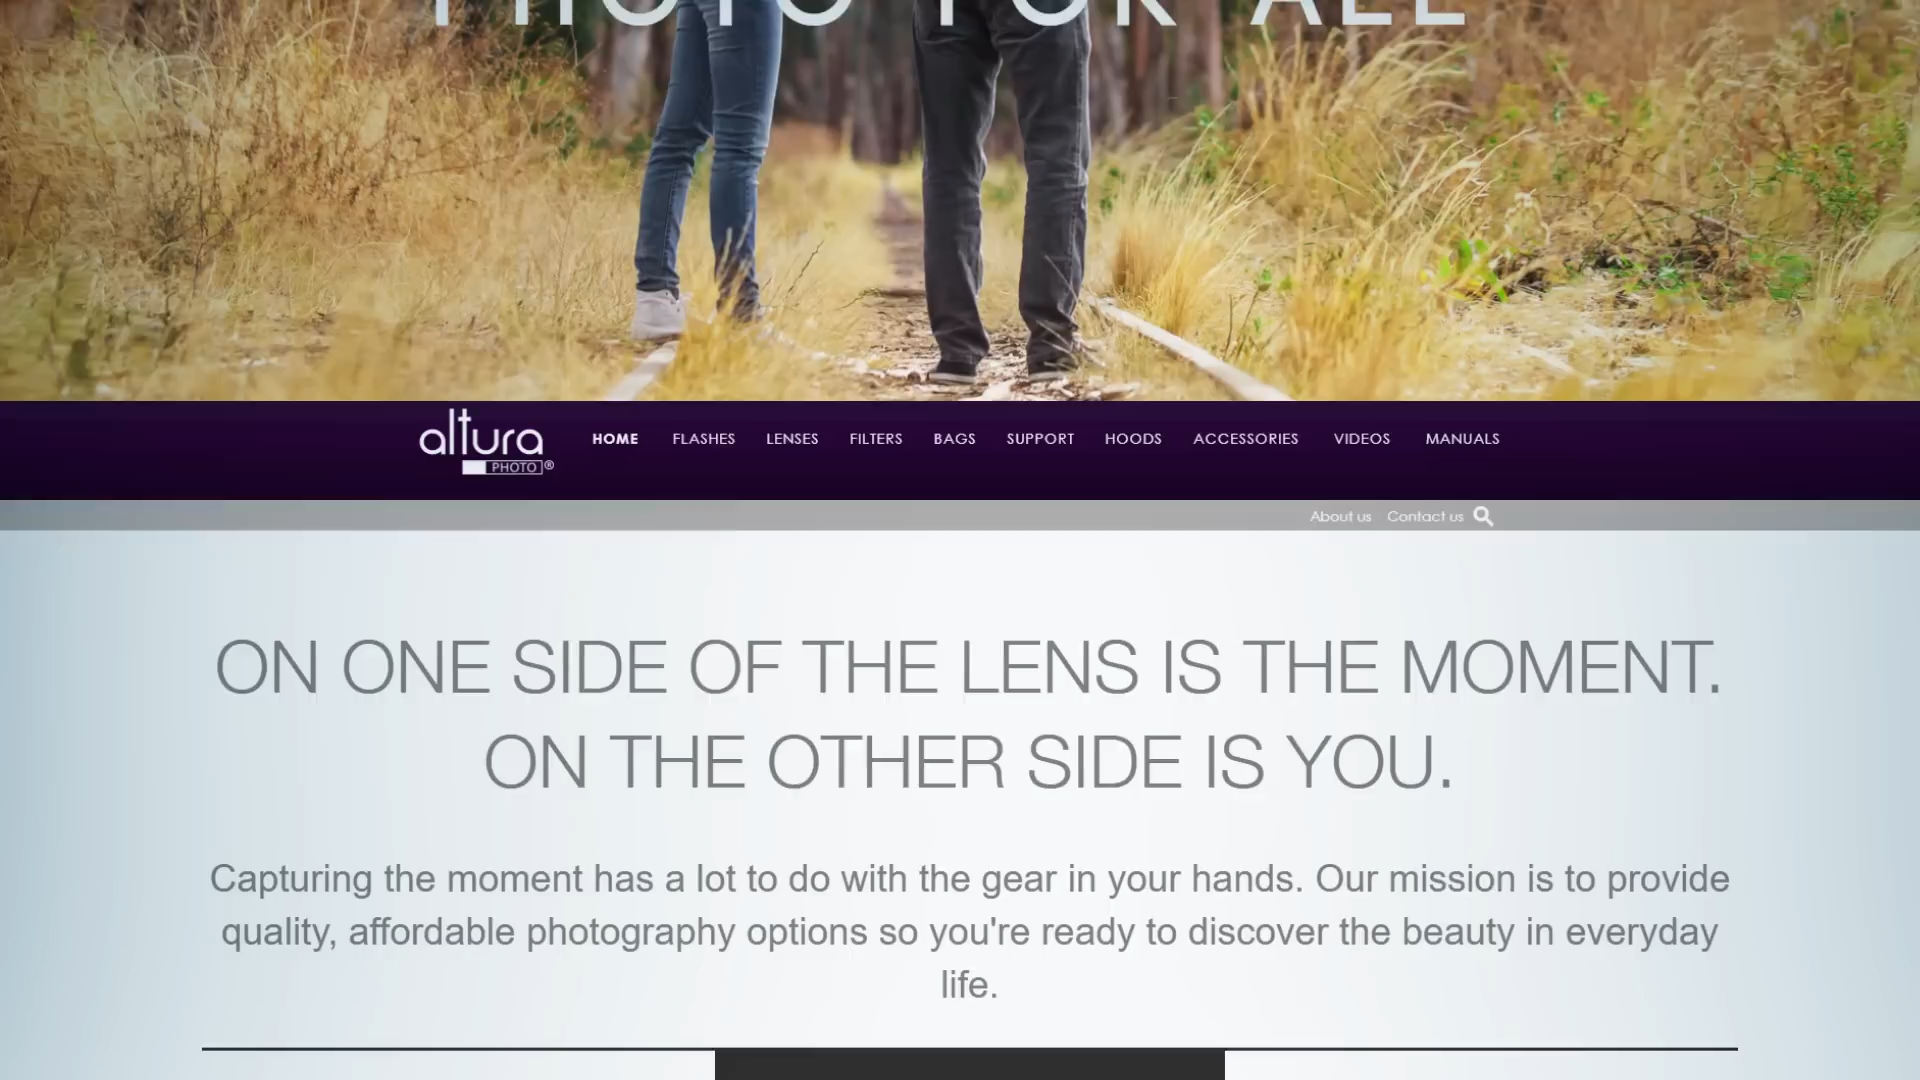 PHOTO FOR ALL
altura
PHOTO®
HOME FLASHES LENSES FILTERS BAGS SUPPORT HOODS ACCESSORIES VIDEOS MANUALS
About us Contact us
ON ONE SIDE OF THE LENS IS THE MOMENT.
ON THE OTHER SIDE IS YOU.
Capturing the moment has a lot to do with the gear in your hands. Our mission is to provide
quality, affordable photography options so you're ready to discover the beauty in everyday
life.